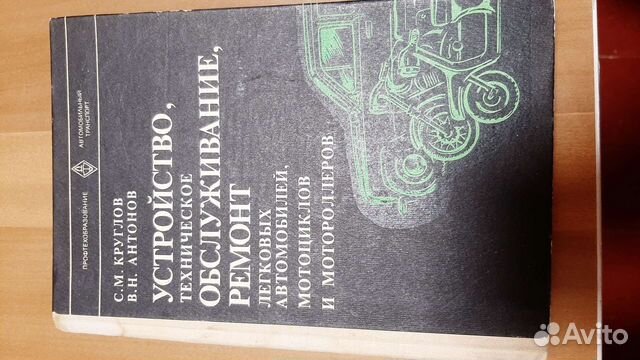 ПРОФТЕХОБРАЗОВАНИЕ
АВТОМОБИЛЬНЫЙ
ТРАНСПОРТ
С.М. КРУГЛОВ
В.Н. АНТОНОВ
УСТРОЙСТВО,
ТЕХНИЧЕСКОЕ
ОБСЛУЖИВАНИЕ,
РЕМОНТ
ЛЕГКОВЫХ
АВТОМОБИЛЕЙ,
МОТОЦИКЛОВ
И МОТОРОЛЛЕРОВ
Avito